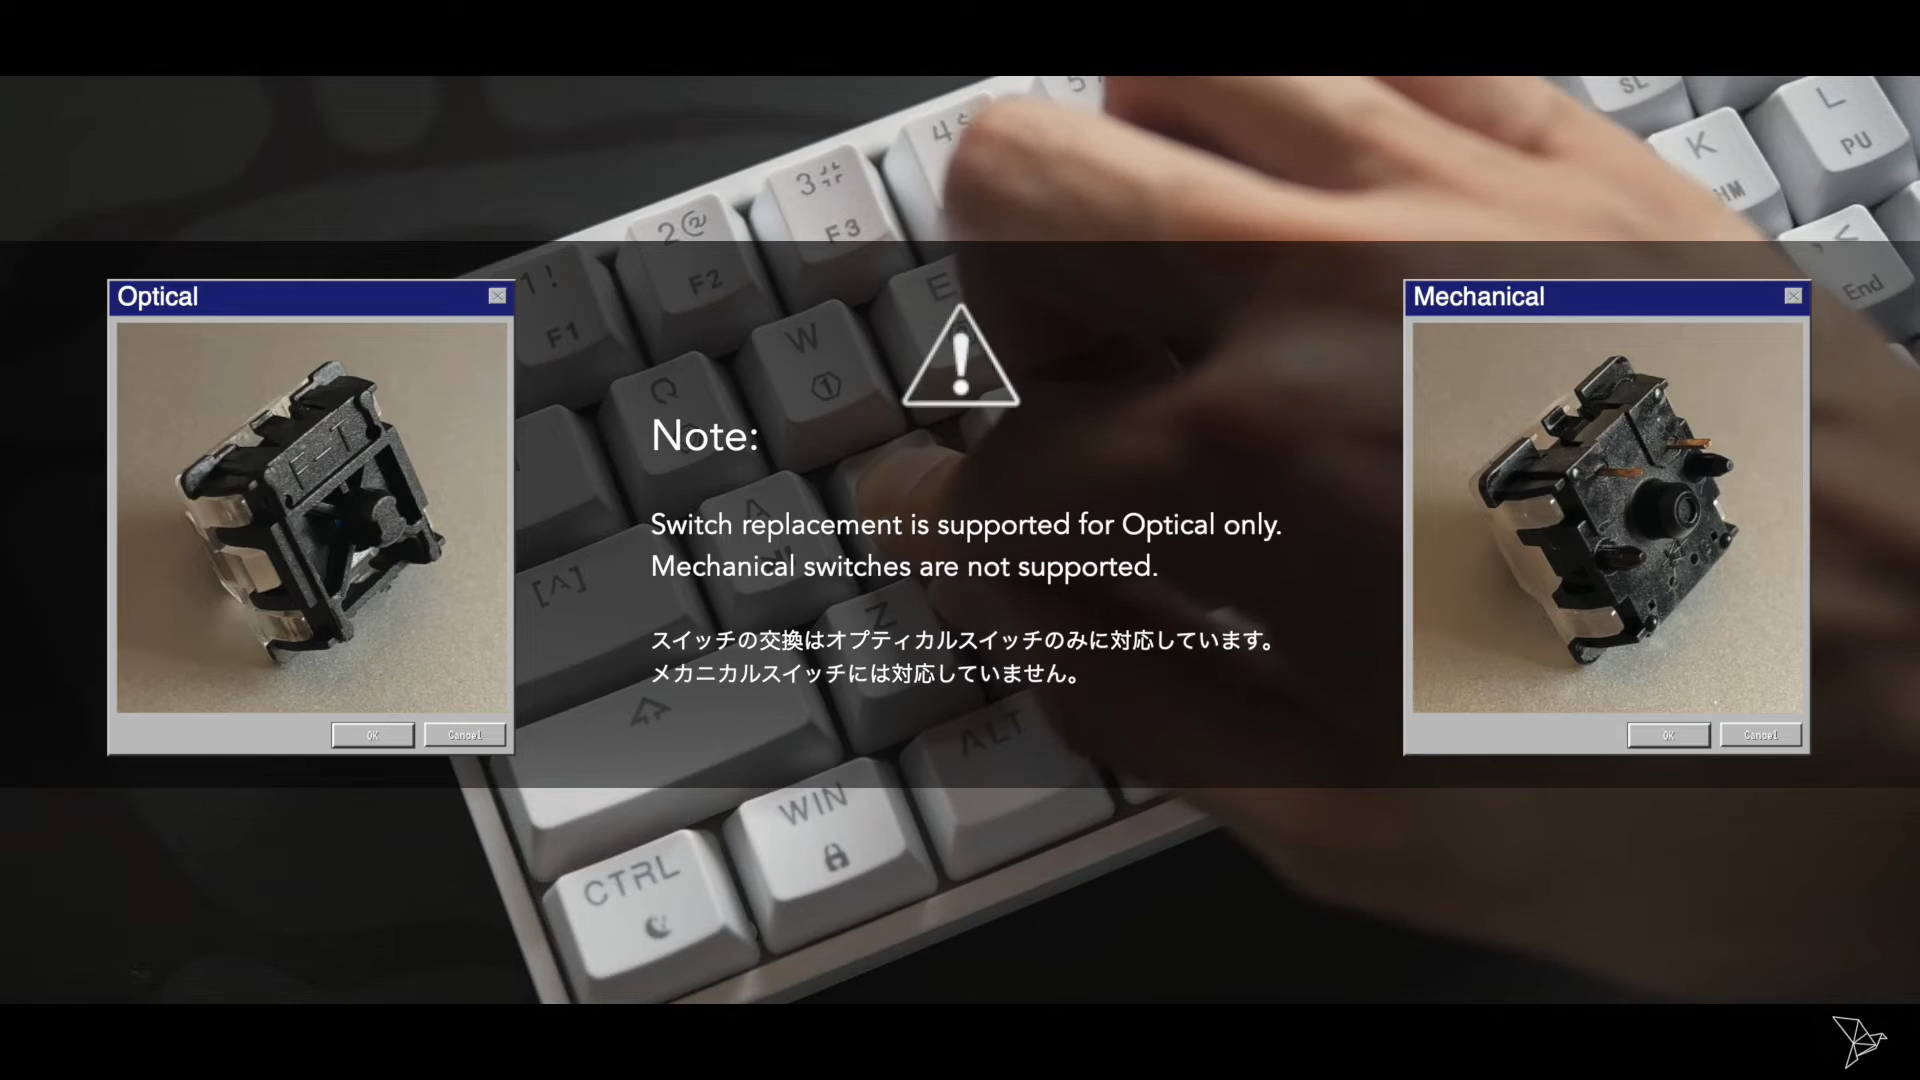 Optical
Mechanical
Note:
Switch replacement is supported for Optical only.
Mechanical switches are not supported.
スイッチの交換はオプティカルスイッチのみに対応しています。
メカニカルスイッチには対応していません。
OK
Cancel
OK
Cancel
1!
F1
2@
F2
3#
F3
4$
5
Q
W
E
A
Z
[A]
CTRL
WIN
ALT
SL
K
HM
L
PU
End